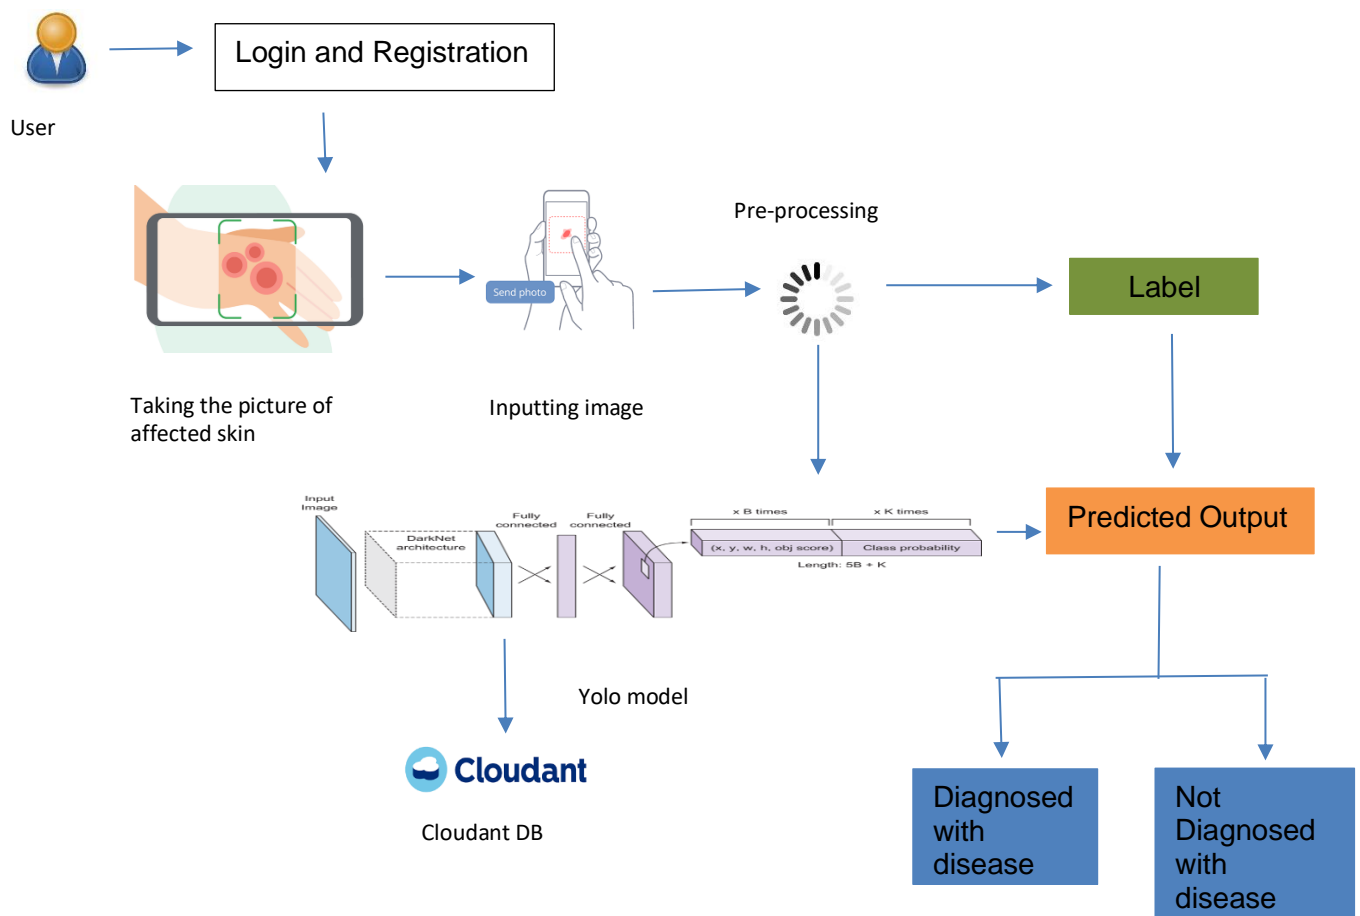 Login and Registration
User
Pre-processing
Send photo
Label
Taking the picture of
affected skin
Inputting image
Input
Image
DarkNet
architecture
Fully
connected
Fully
connected
x B times
x K times
(x, y, w, h, obj score)
Class probability
Length: 5B + K
Predicted Output
Yolo model
Cloudant
Cloudant DB
Diagnosed
with
disease
Not
Diagnosed
with
disease